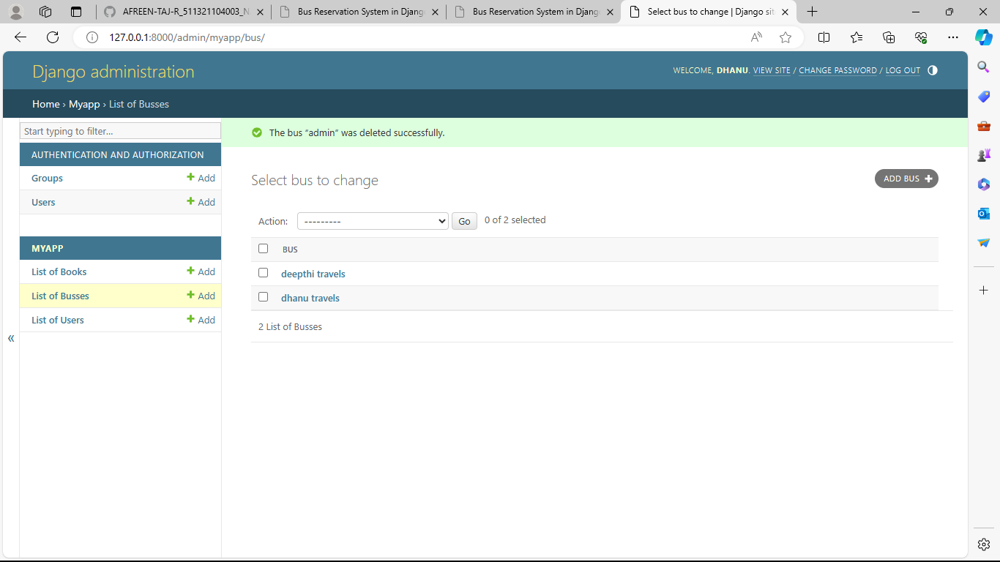 AFREEN-TAJ-R_511321104003_N
Bus Reservation System in Djang
Bus Reservation System in Djang
Select bus to change | Django sit
127.0.0.1:8000/admin/myapp/bus/
Django administration
WELCOME, DHANU. VIEW SITE / CHANGE PASSWORD / LOG OUT
Home › Myapp › List of Busses
Start typing to filter...
The bus “admin” was deleted successfully.
AUTHENTICATION AND AUTHORIZATION
Groups + Add
Users + Add
MYAPP
List of Books + Add
List of Busses + Add
List of Users + Add
«
Select bus to change
ADD BUS +
Action: --------- Go 0 of 2 selected
BUS
deepthi travels
dhanu travels
2 List of Busses